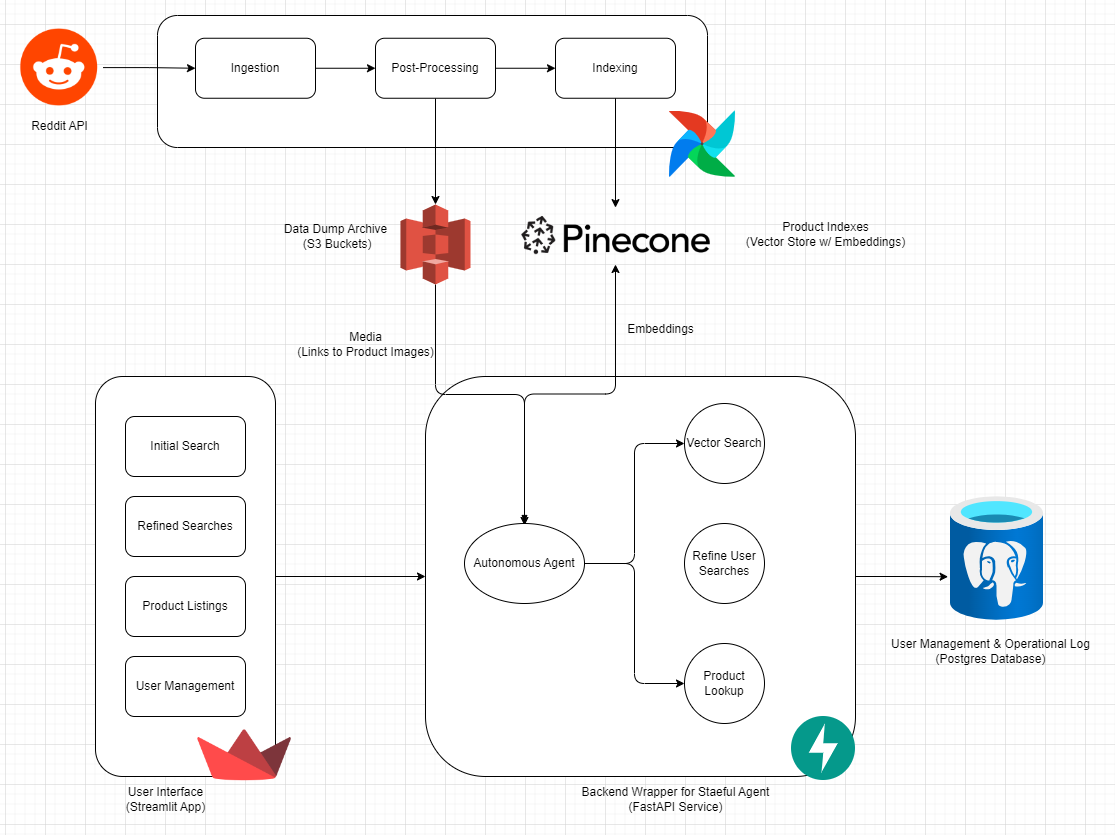 Ingestion
Post-Processing
Indexing
Reddit API
Data Dump Archive
(S3 Buckets)
Pinecone
Product Indexes
(Vector Store w/ Embeddings)
Media
(Links to Product Images)
Embeddings
Initial Search
Refined Searches
Product Listings
User Management
User Interface
(Streamlit App)
Autonomous Agent
Vector Search
Refine User
Searches
Product
Lookup
Backend Wrapper for Staeful Agent
(FastAPI Service)
User Management & Operational Log
(Postgres Database)